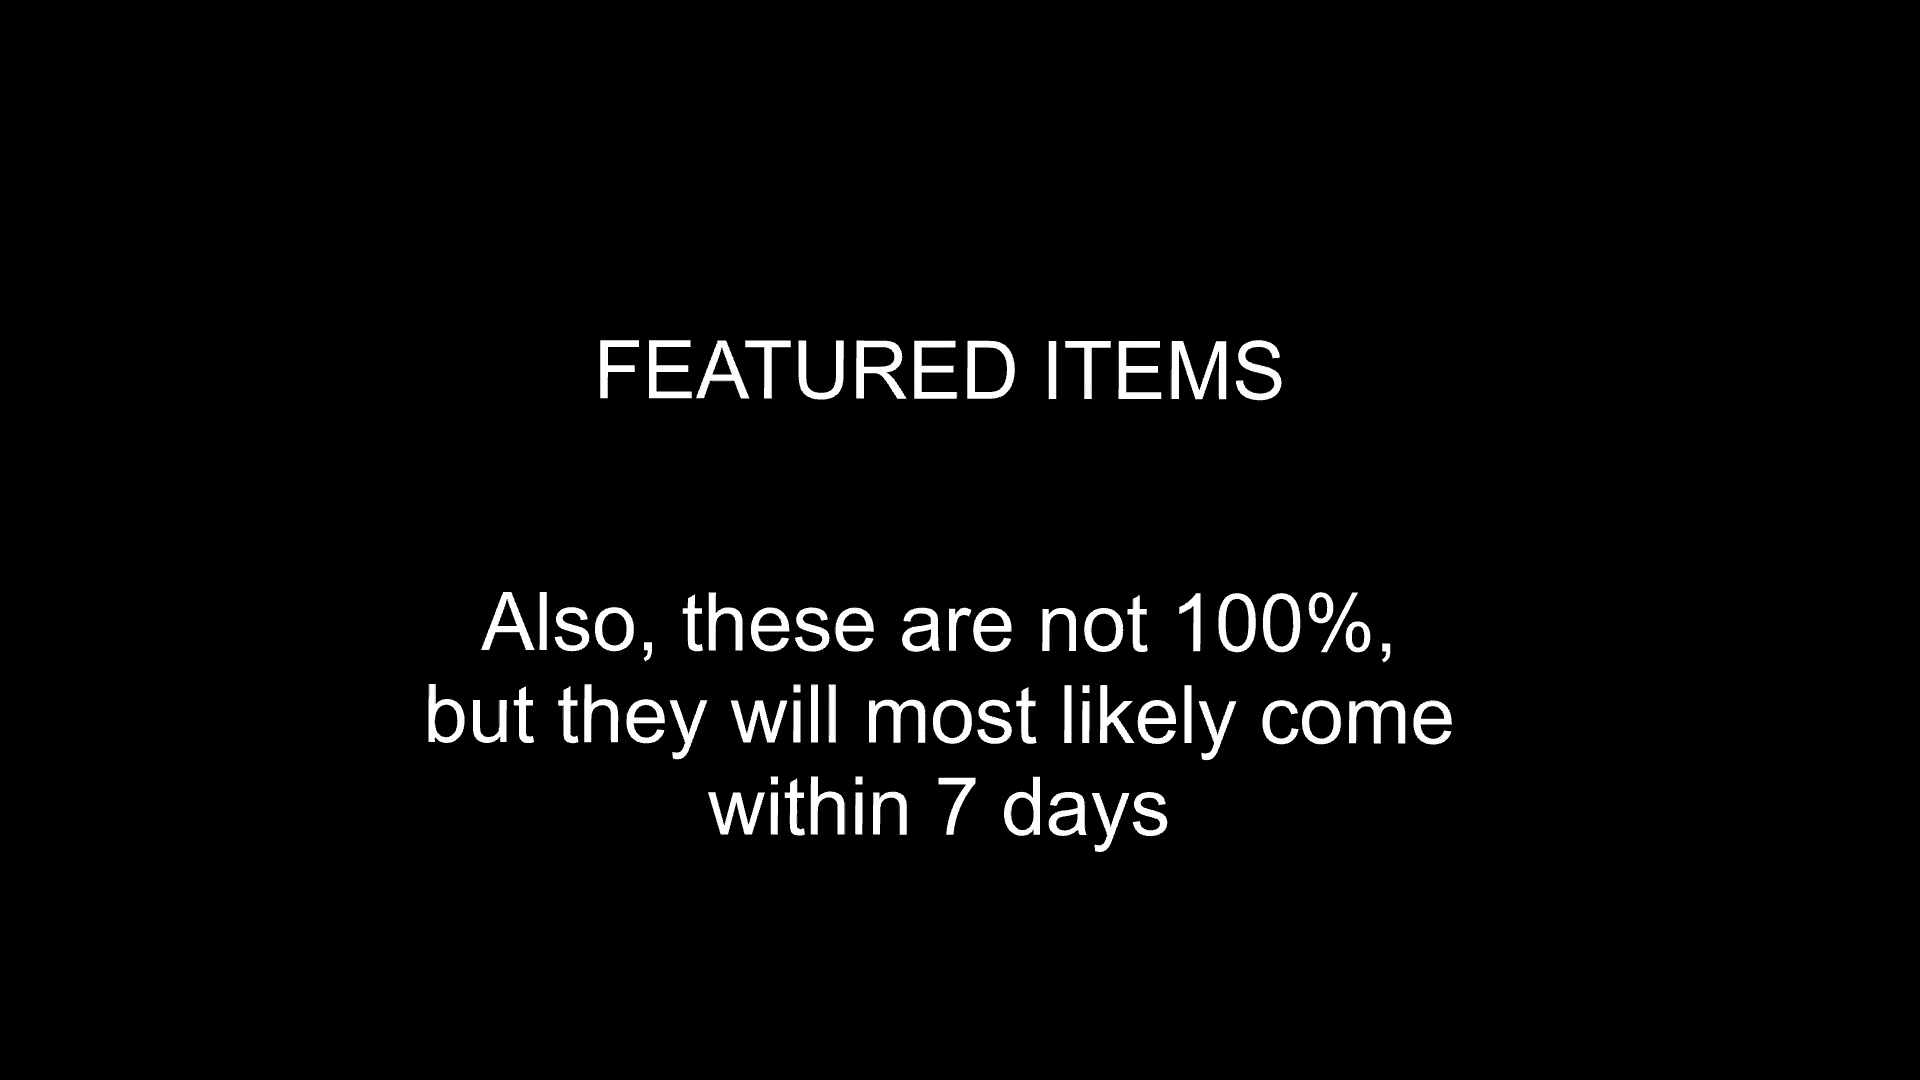 FEATURED ITEMS
Also, these are not 100%,
but they will most likely come
within 7 days